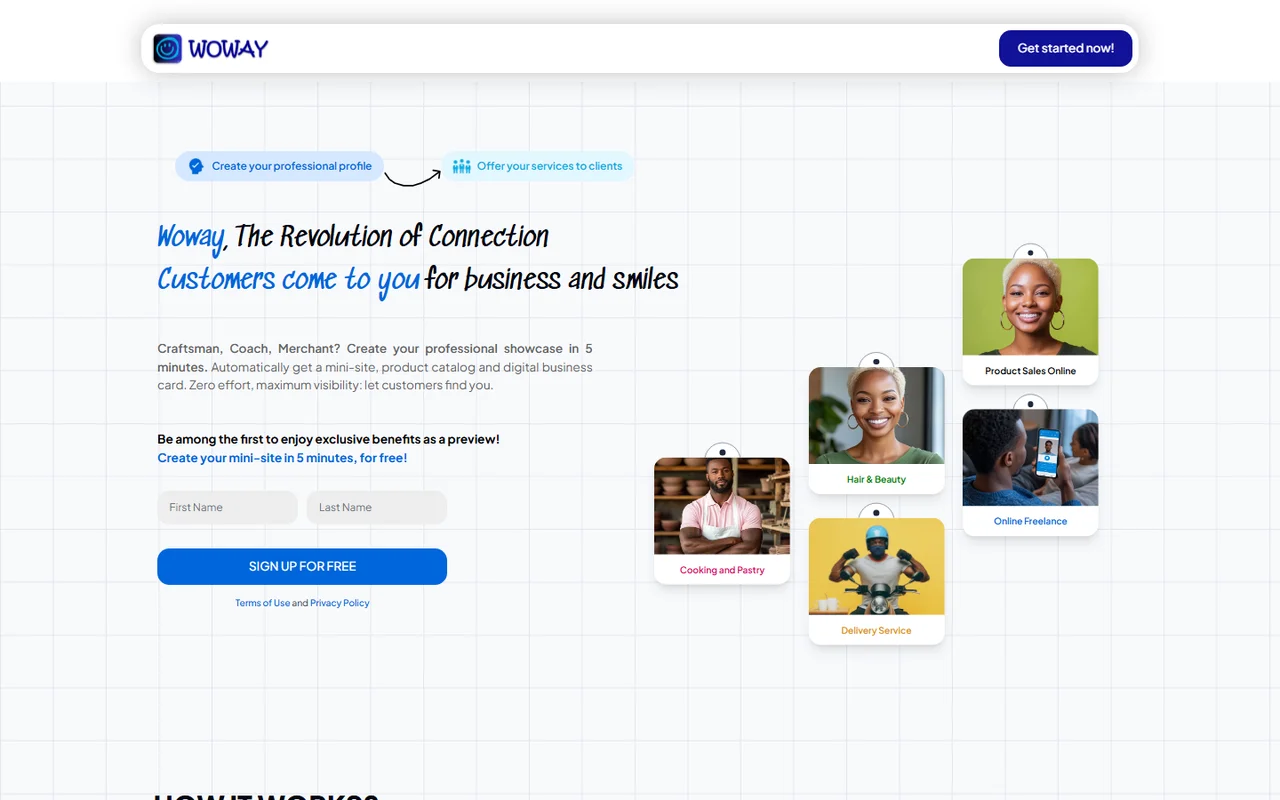 WOWAY
Get started now!
Create your professional profile
Offer your services to clients
Woway, The Revolution of Connection
Customers come to you for business and smiles
Craftsman, Coach, Merchant? Create your professional showcase in 5
minutes. Automatically get a mini-site, product catalog and digital business
card. Zero effort, maximum visibility: let customers find you.
Be among the first to enjoy exclusive benefits as a preview!
Create your mini-site in 5 minutes, for free!
First Name
Last Name
SIGN UP FOR FREE
Terms of Use and Privacy Policy
Product Sales Online
Hair & Beauty
Online Freelance
Cooking and Pastry
Delivery Service